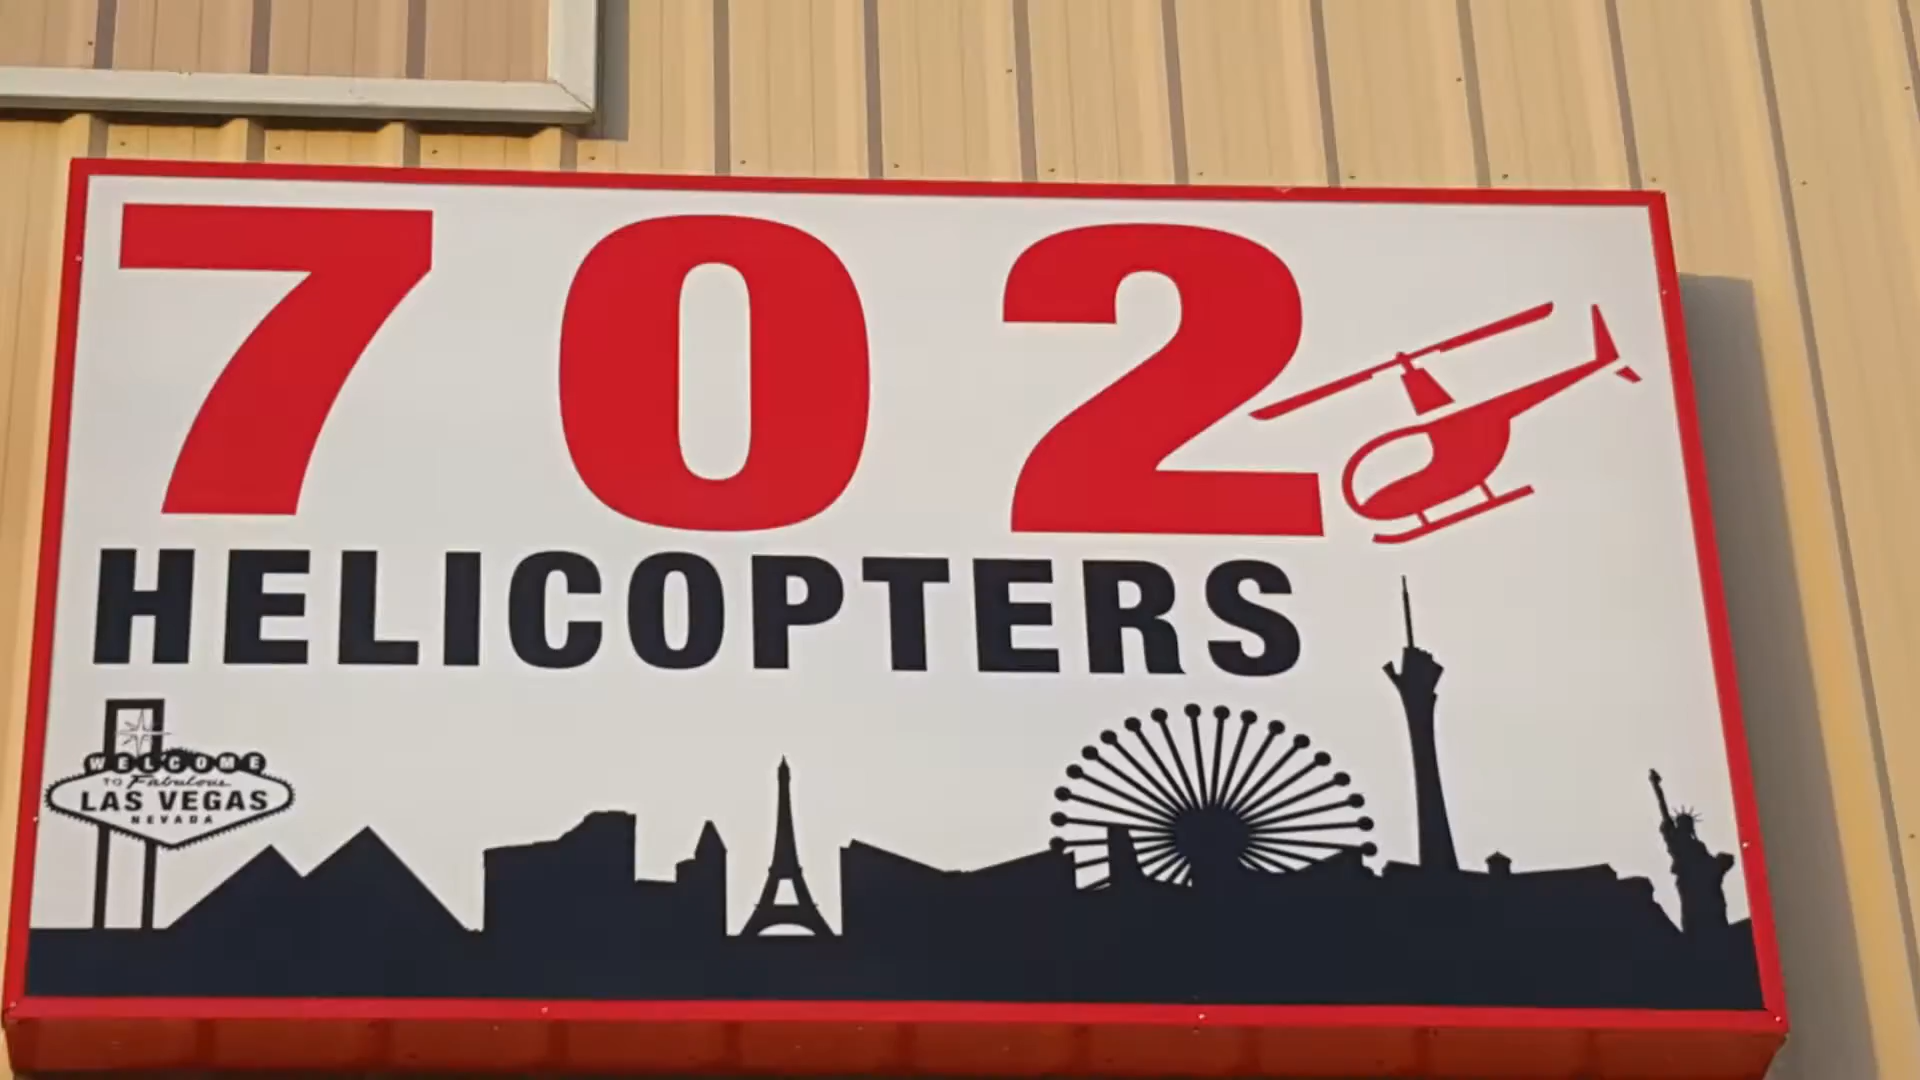 702
HELICOPTERS
WELCOME
TO Fabulous
LAS VEGAS
NEVADA